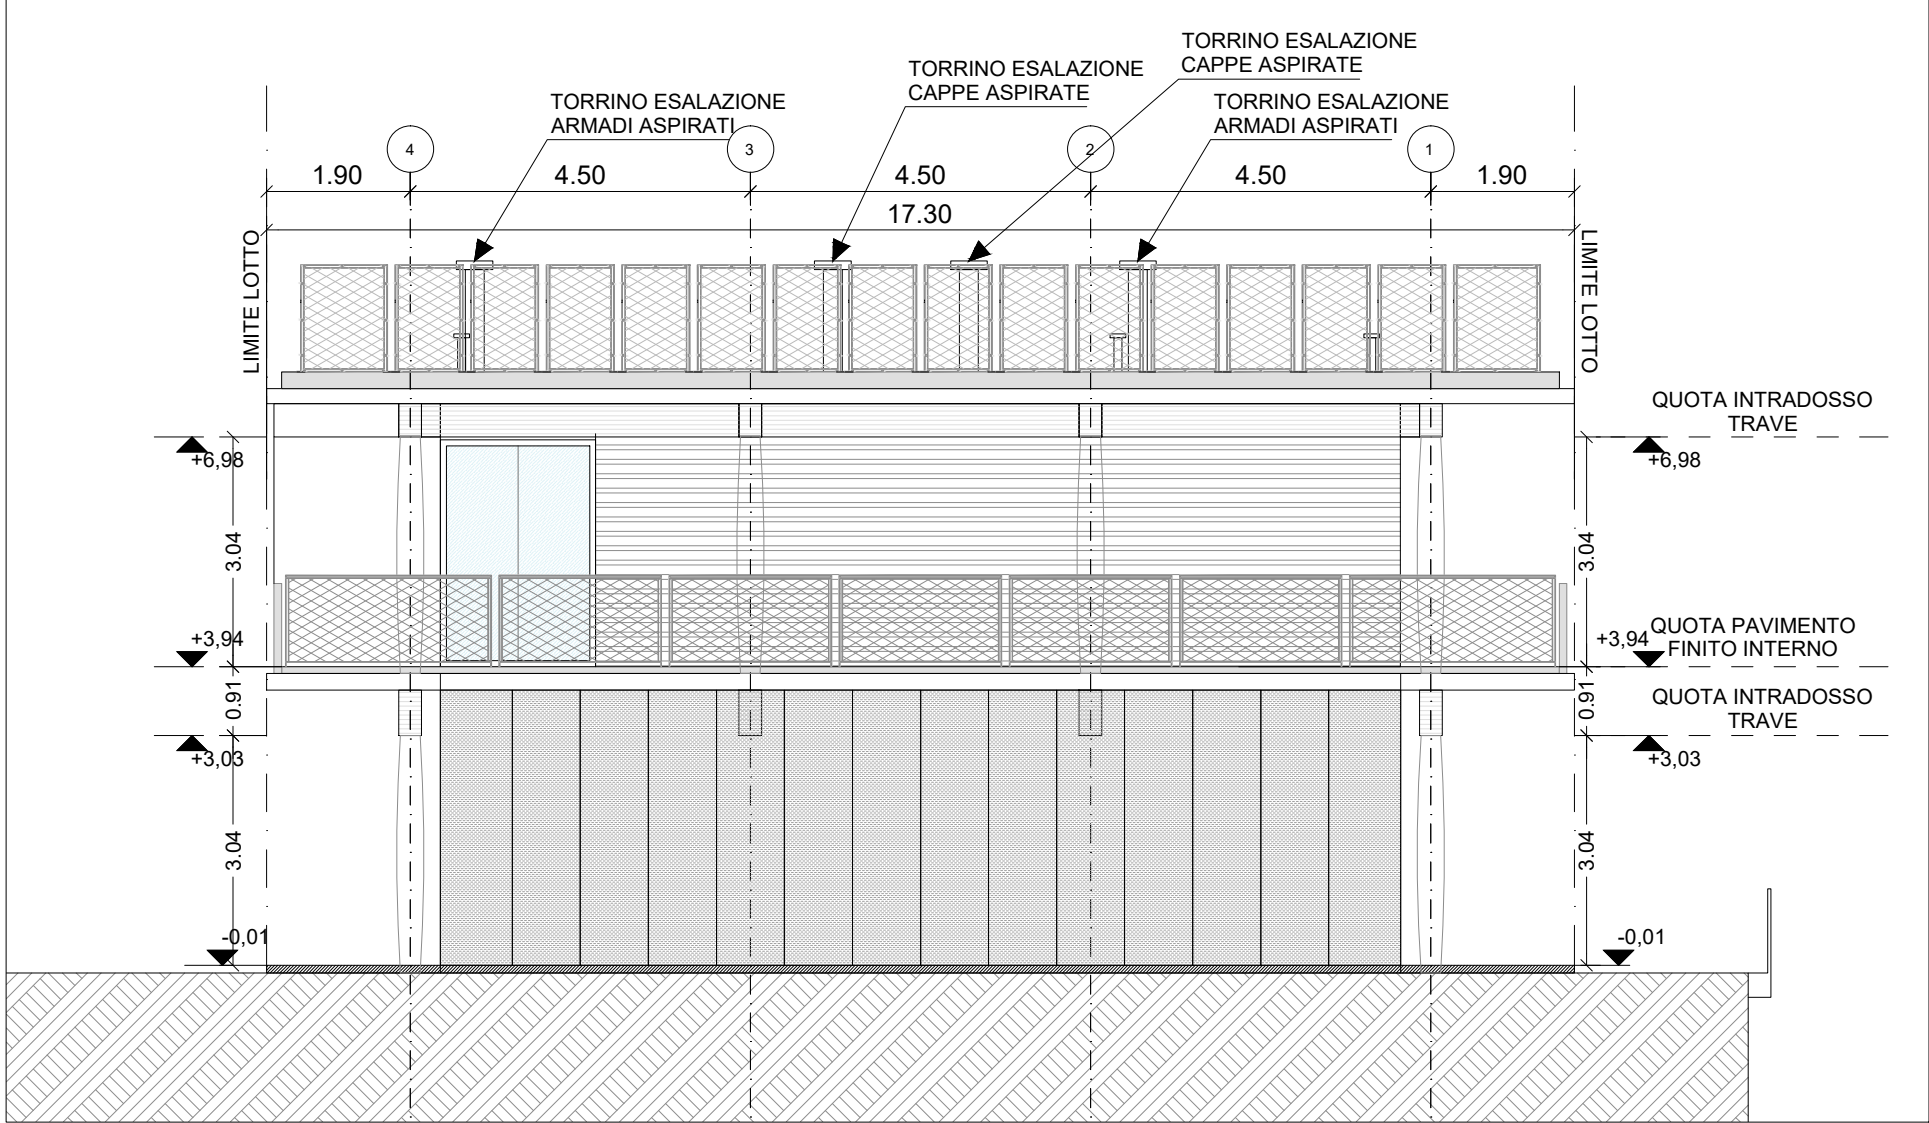 TORRINO ESALAZIONE
CAPPE ASPIRATE
TORRINO ESALAZIONE
CAPPE ASPIRATE
TORRINO ESALAZIONE
ARMADI ASPIRATI
TORRINO ESALAZIONE
ARMADI ASPIRATI
4
3
2
1
1.90
4.50
4.50
4.50
1.90
17.30
LIMITE LOTTO
LIMITE LOTTO
QUOTA INTRADOSSO
TRAVE
+6,98
+6,98
3.04
3.04
+3,94
+3,94
QUOTA PAVIMENTO
FINITO INTERNO
0.91
0.91
QUOTA INTRADOSSO
TRAVE
+3,03
+3,03
3.04
3.04
-0,01
-0,01